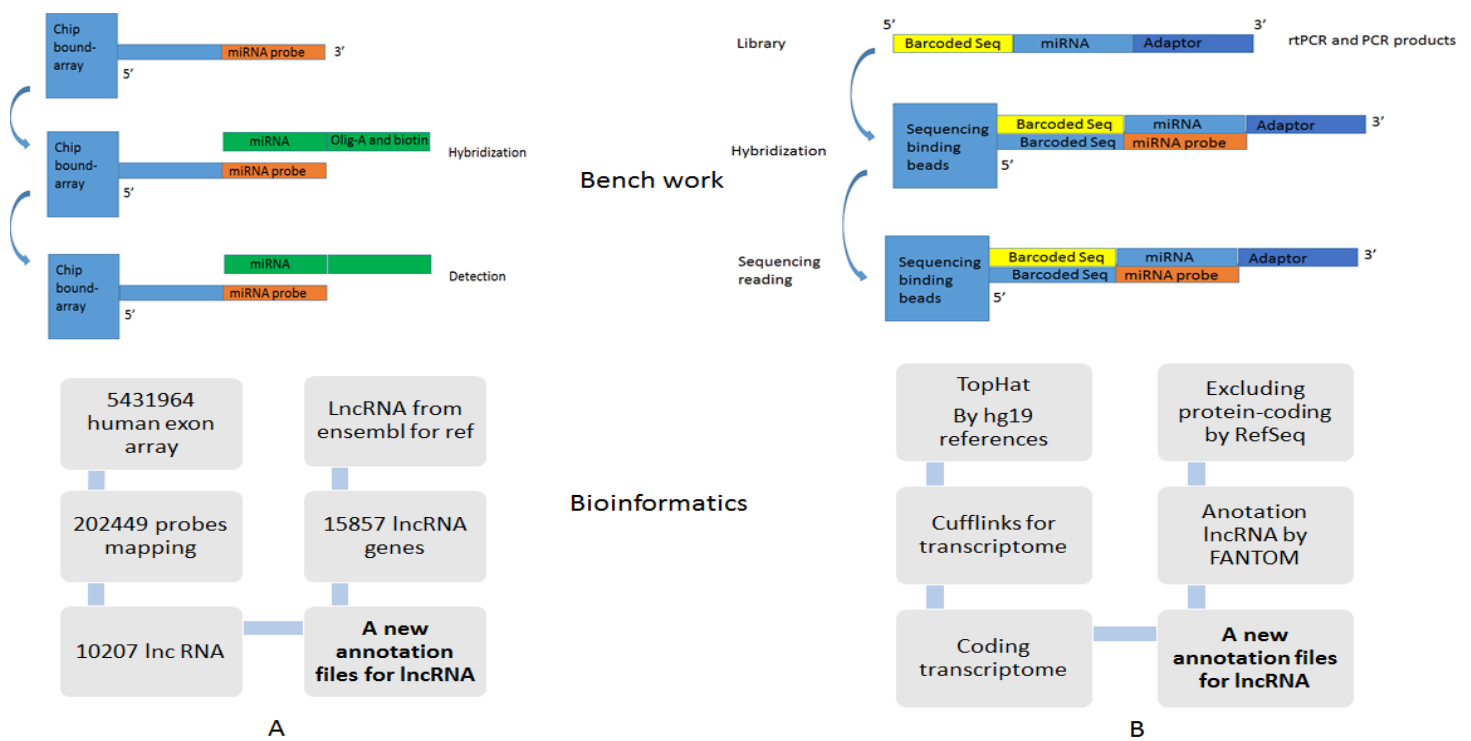 Chip
bound-
array
miRNA probe
3’
5’
Chip
bound-
array
miRNA
Olig-A and biotin
miRNA probe
5’
Hybridization
Chip
bound-
array
miRNA
miRNA probe
5’
Detection
Bench work
5’
3’
Library
Barcoded Seq
miRNA
Adaptor
rtPCR and PCR products
Hybridization
Sequencing
binding
beads
Barcoded Seq
miRNA
Adaptor
3’
Barcoded Seq
miRNA probe
5’
Sequencing
reading
Sequencing
binding
beads
Barcoded Seq
miRNA
Adaptor
3’
Barcoded Seq
miRNA probe
5’
5431964
human exon
array
LncRNA from
ensembl for ref
202449 probes
mapping
15857 lncRNA
genes
10207 lnc RNA
A new
annotation
files for lncRNA
A
Bioinformatics
TopHat
By hg19
references
Excluding
protein-coding
by RefSeq
Cufflinks for
transcriptome
Anotation
lncRNA by
FANTOM
Coding
transcriptome
A new
annotation files
for lncRNA
B